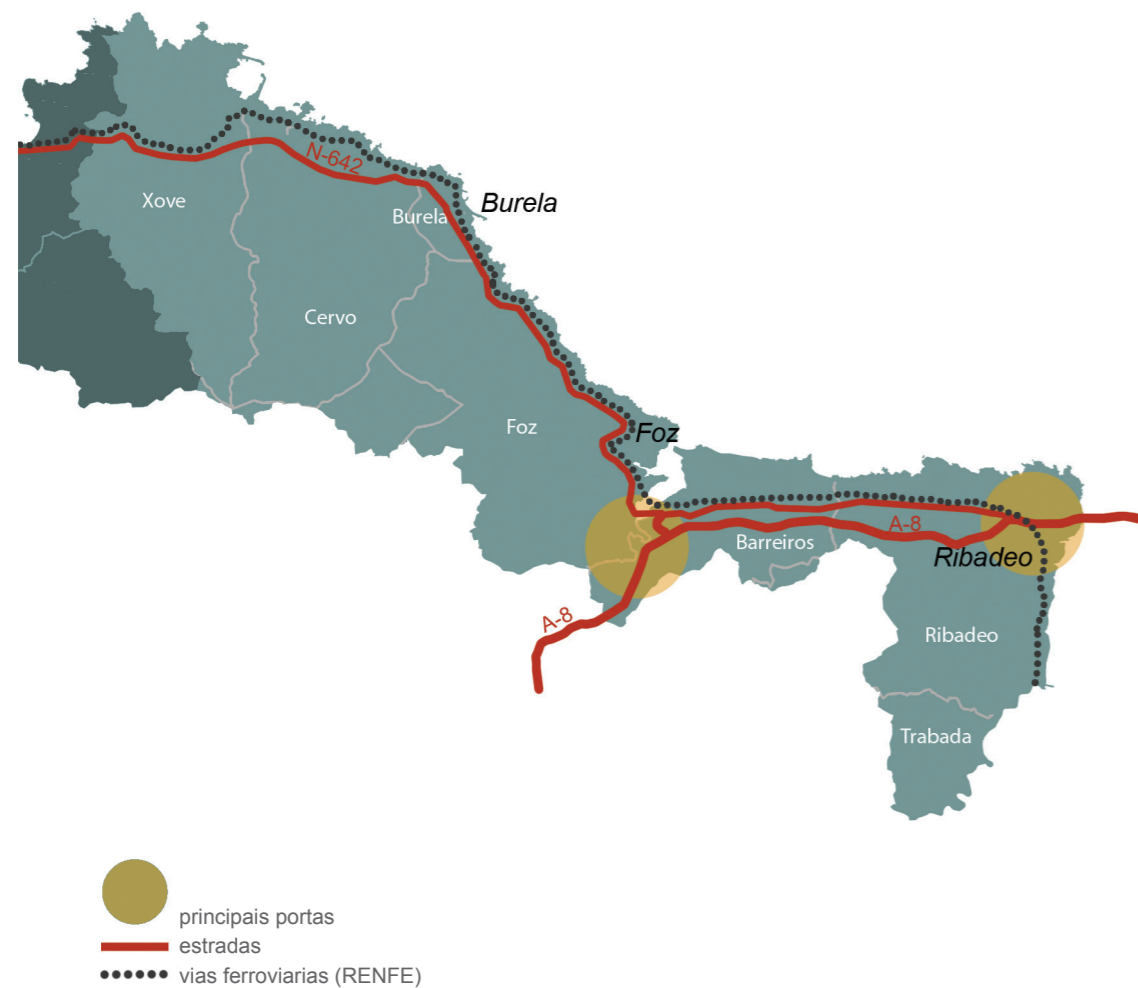 N-642
Xove
Burela
Burela
Cervo
Foz
Foz
A-8
Barreiros
Ribadeo
A-8
Ribadeo
Trabada
principais portas
estradas
vias ferroviarias (RENFE)